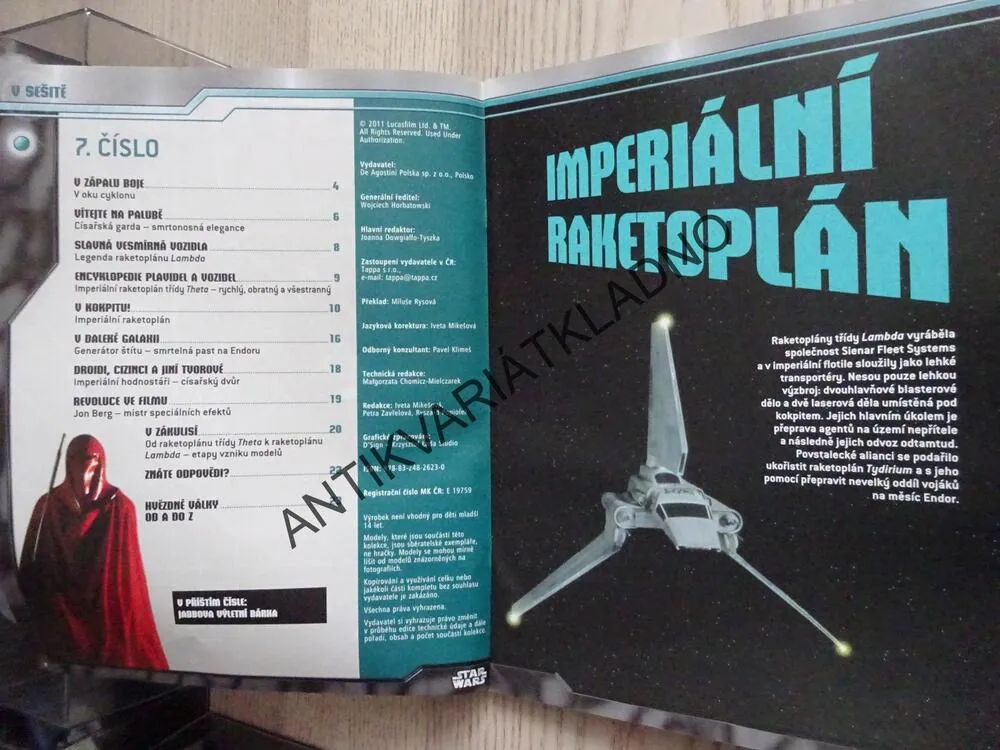 V SEŠITĚ
7. ČÍSLO
V ZÁPALU BOJE 4
V oku cyklonu
VÍTEJTE NA PALUBĚ 6
Císařská garda – smrtonosná elegance
SLAVNÁ VESMÍRNÁ VOZIDLA 8
Legenda raketoplánu Lambda
ENCYKLOPEDIE PLAVIDEL A VOZIDEL 9
Imperiální raketoplán třídy Theta – rychlý, obratný a všestranný
V KOKPITU! 10
Imperiální raketoplán
V DALEKÉ GALAXII 16
Generátor štítu – smrtelná past na Endoru
DROIDI, CIZINCI A JINÍ TVOROVÉ 18
Imperiální hodnostáři – císařský dvůr
REVOLUCE VE FILMU 19
Jon Berg – mistr speciálních efektů
V ZÁKULISÍ 20
Od raketoplánu třídy Theta k raketoplánu
Lambda – etapy vzniku modelů
ZNÁTE ODPOVĚDI? 22
HVĚZDNÉ VÁLKY
OD A DO Z
V PŘÍŠTÍM ČÍSLE:
JABBOVA VÝLETNÍ BÁRKA
© 2011 Lucasfilm Ltd. & TM.
All Rights Reserved. Used Under
Authorization.
Vydavatel:
De Agostini Polska sp. z o.o., Polsko
Generální ředitel:
Wojciech Horbatowski
Hlavní redaktor:
Joanna Dowgiałło-Tyszka
Zastoupení vydavatele v ČR:
Tappa s r.o.,
e-mail: tappa@tappa.cz
Překlad: Miluše Rysová
Jazyková korektura: Iveta Mikešová
Odborný konzultant: Pavel Klimeš
Technická redakce:
Małgorzata Chomicz-Mielczarek
Redakce: Iveta Mikešová,
Petra Zavřelová,
Grafické zpracování:
D'Sign – Krzysztof Studio
ISBN: 978-83-248-2623-0
Registrační číslo MK ČR: E 19759
Výrobek není vhodný pro děti mladší
14 let.
Modely, které jsou součástí této
kolekce, jsou sběratelské exempláře,
ne hračky. Modely se mohou mírně
lišit od modelů znázorněných na
fotografiích.
Kopírování a využívání celku nebo
jakékoli části kompletu bez souhlasu
vydavatele je zakázáno.
Všechna práva vyhrazena.
Vydavatel si vyhrazuje právo změnit
v průběhu edice technické údaje a dále
pořadí, obsah a počet součástí kolekce.
STAR
WARS
IMPERIÁLNÍ
RAKETOPLÁN
Raketoplány třídy Lambda vyráběla
společnost Sienar Fleet Systems
a v imperiální flotile sloužily jako lehké
transportéry. Nesou pouze lehkou
výzbroj: dvouhlavňové blasterové
dělo a dvě laserová děla umístěná pod
kokpitem. Jejich hlavním úkolem je
přeprava agentů na území nepřítele
a následně jejich odvoz odtamtud.
Povstalecké alianci se podařilo
ukořistit raketoplán Tydirium a s jeho
pomocí přepravit nevelký oddíl vojáků
na měsíc Endor.
ANTIKVARIÁTKLADNO